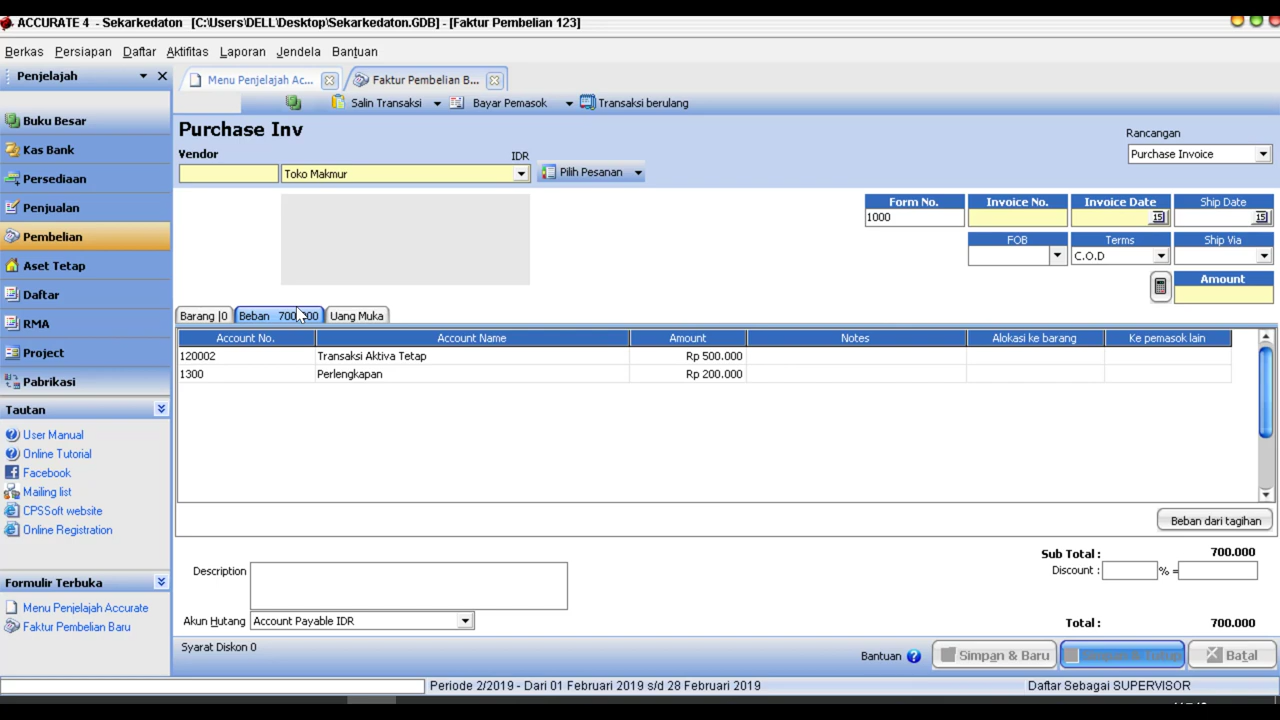 ACCURATE 4 - Sekarkedaton [C:\Users\DELL\Desktop\Sekarkedaton.GDB] - [Faktur Pembelian 123]
Berkas Persiapan Daftar Aktifitas Laporan Jendela Bantuan
Penjelajah
Menu Penjelajah Ac...
Faktur Pembelian B...
Salin Transaksi
Bayar Pemasok
Transaksi berulang
Buku Besar
Kas Bank
Persediaan
Penjualan
Pembelian
Aset Tetap
Daftar
RMA
Project
Pabrikasi
Tautan
User Manual
Online Tutorial
Facebook
Mailing list
CPSSoft website
Online Registration
Formulir Terbuka
Menu Penjelajah Accurate
Faktur Pembelian Baru
Purchase Inv
Rancangan
Purchase Invoice
Vendor
IDR
Toko Makmur
Pilih Pesanan
Form No. Invoice No. Invoice Date Ship Date
1000 15 15
FOB Terms Ship Via
C.O.D
Amount
Barang |0 Beban Uang Muka
Account No. Account Name Amount Notes Alokasi ke barang Ke pemasok lain
120002 Transaksi Aktiva Tetap Rp 500.000
1300 Perlengkapan Rp 200.000
Beban dari tagihan
Sub Total : 700.000
Discount : % =
Description
Akun Hutang Account Payable IDR
Total : 700.000
Syarat Diskon 0
Bantuan Simpan & Baru Batal
Periode 2/2019 - Dari 01 Februari 2019 s/d 28 Februari 2019
Daftar Sebagai SUPERVISOR